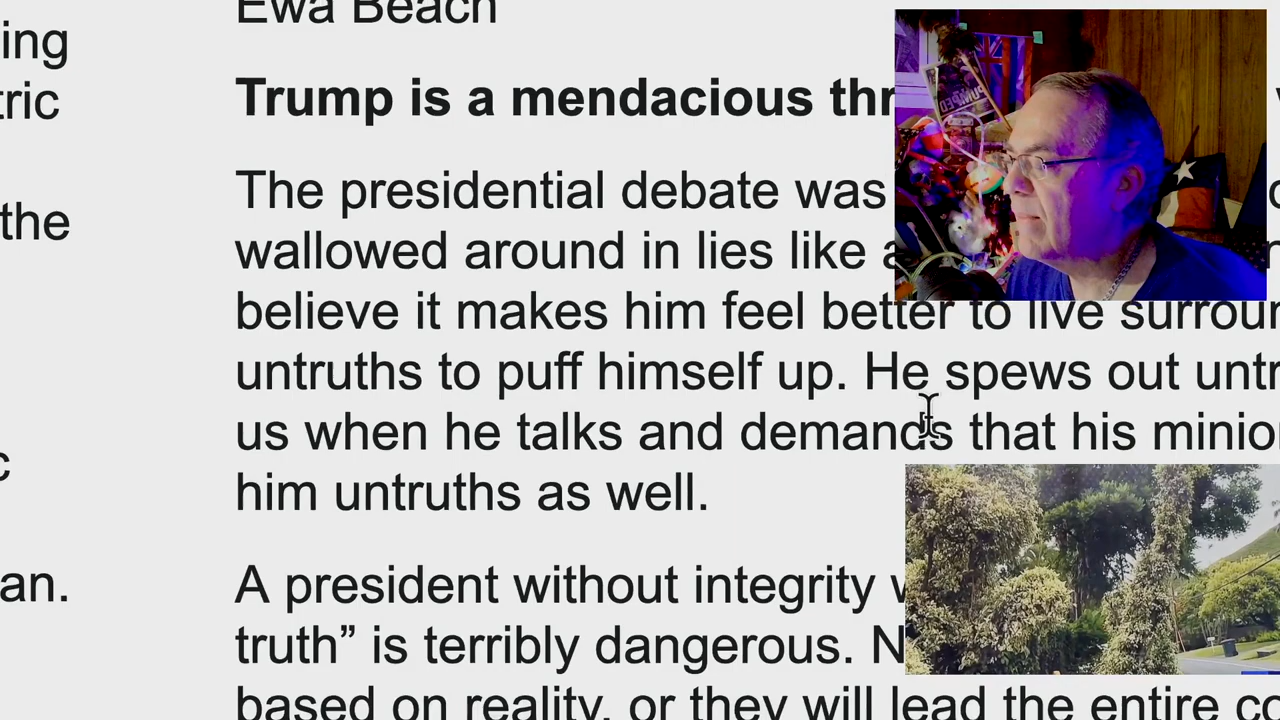 Ewa Beach
ing
tric
the
c
an.
Trump is a mendacious thr
The presidential debate was
wallowed around in lies like a
believe it makes him feel better to live surroun
untruths to puff himself up. He spews out untr
us when he talks and demands that his minion
him untruths as well.
A president without integrity w
truth” is terribly dangerous. N
based on reality, or they will lead the entire co
PUMPED